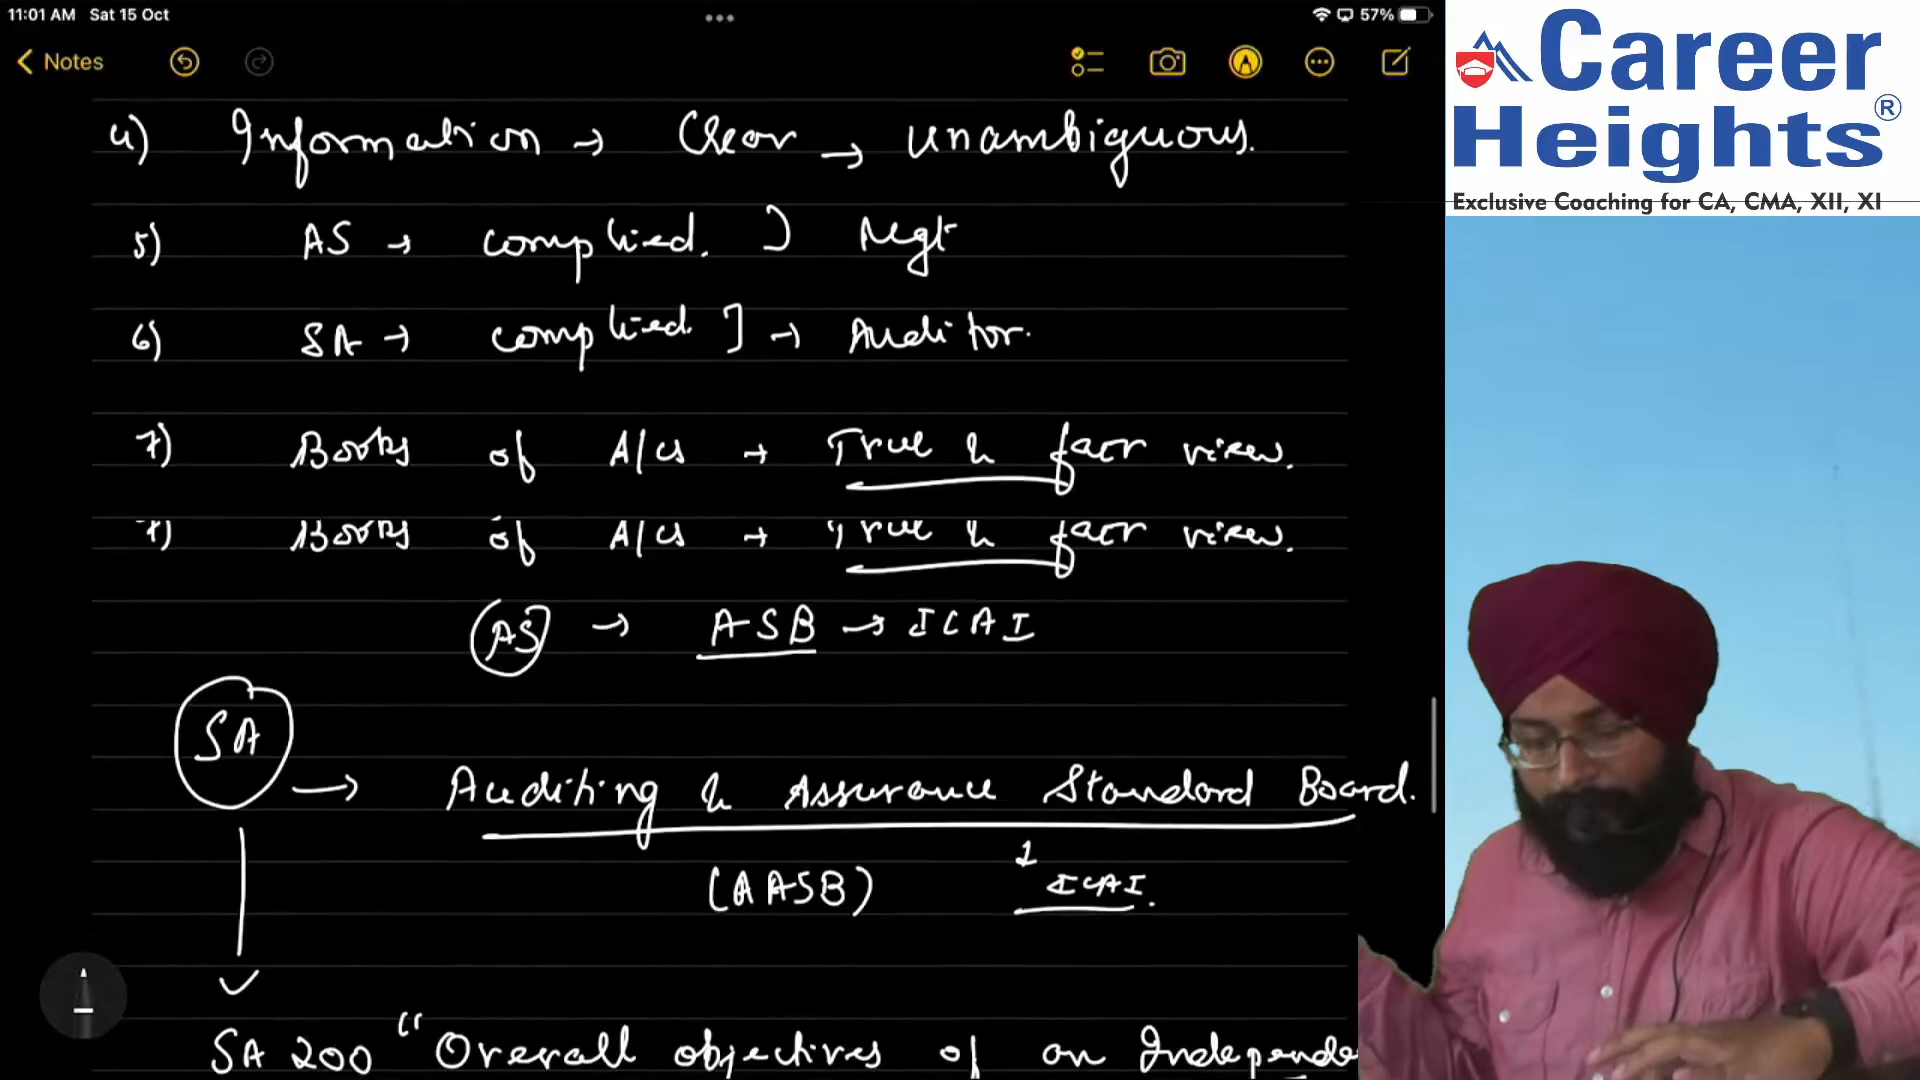 11:01 AM Sat 15 Oct
57%
Notes
4) Information → Clear → unambiguous.
5) AS → complied. ] Mgt
6) SA → complied. ] → Auditor.
7) Books of A/cs → True & fair view.
7) Books of A/cs → True & fair view.
AS → ASB → ICAI
SA
→ Auditing & Assurance Standard Board.
(AASB) ICAI.
SA 200 "Overall objectives of an Independe
Career
Heights®
Exclusive Coaching for CA, CMA, XII, XI